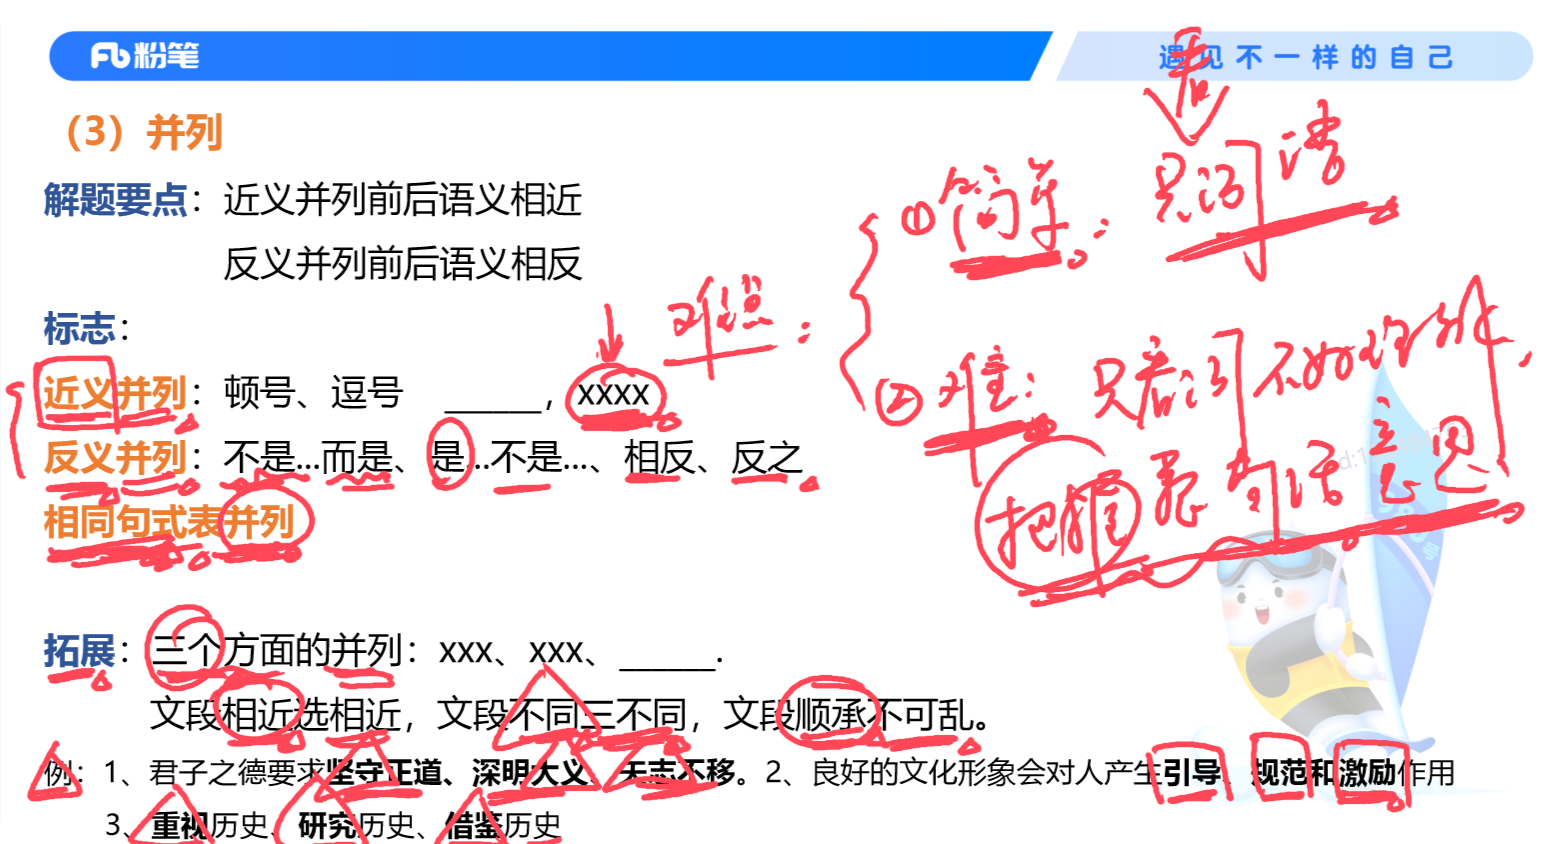 粉笔
遇见不一样的自己
看
（3）并列
①简单：只词语
解题要点：近义并列前后语义相近
反义并列前后语义相反
难点：
标志：
②难：只看词不如理解，
近义并列：顿号、逗号 ______，xxxx
反义并列：不是...而是、是...不是...、相反、反之
把握整句话意思
相同句式表并列
拓展：三个方面的并列：xxx、xxx、______.
文段相近选相近，文段不同三不同，文段顺承不可乱。
例：1、君子之德要求坚守正道、深明大义、矢志不移。2、良好的文化形象会对人产生引导、规范和激励作用
3、重视历史、研究历史、借鉴历史